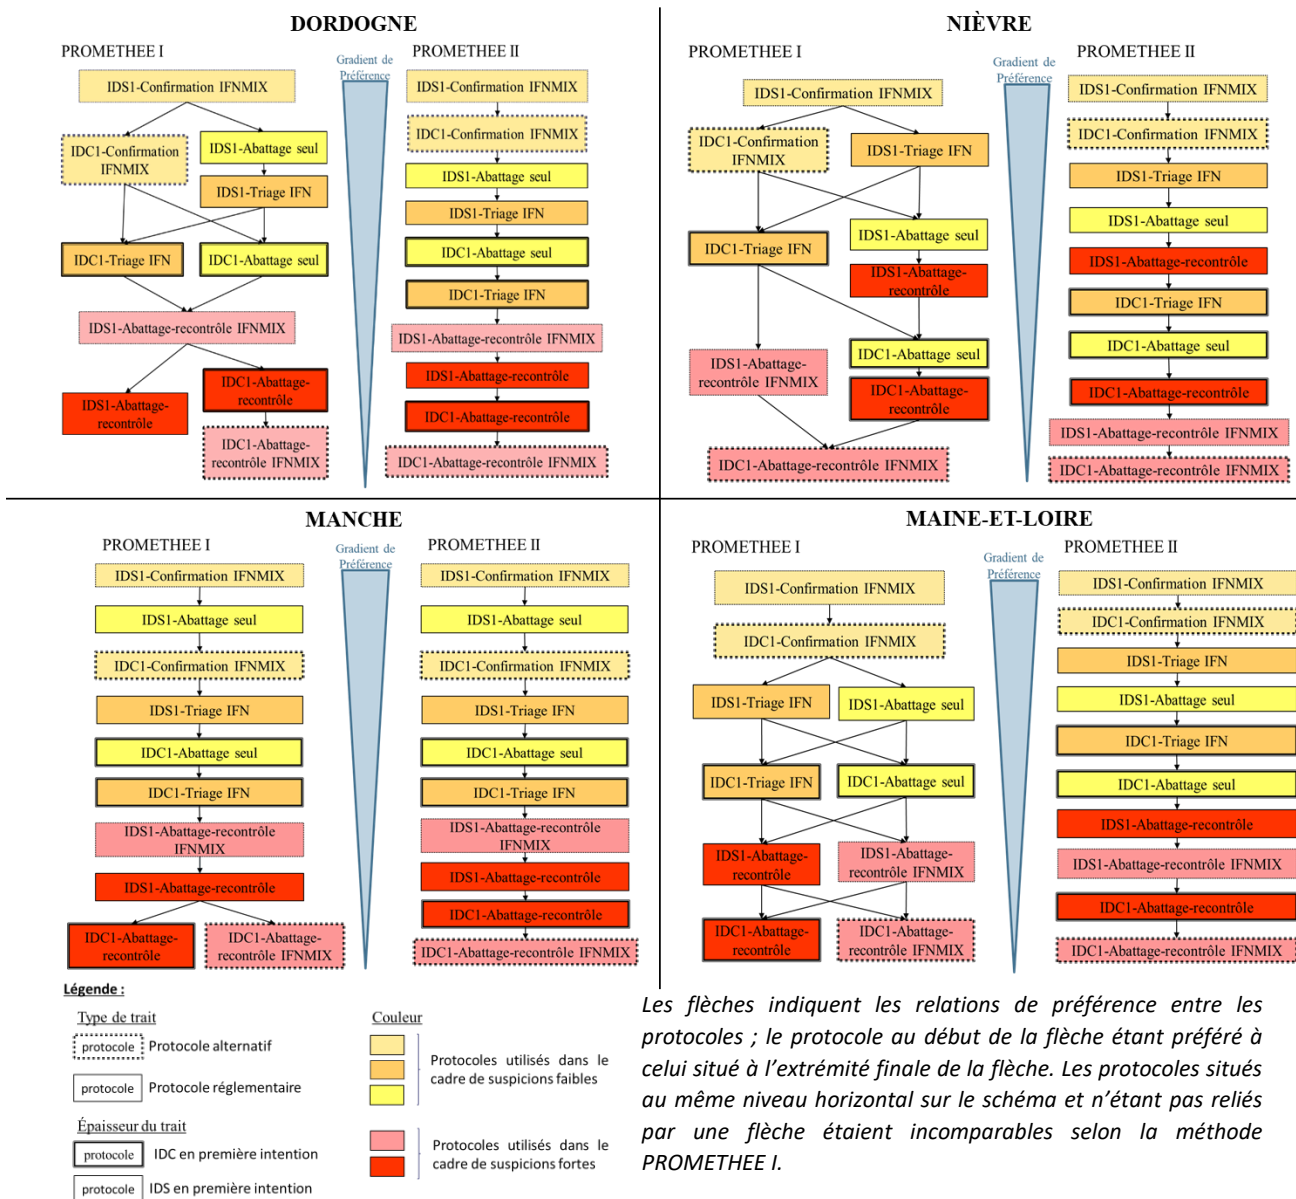 DORDOGNE
PROMETHEE I
Gradient de
Préférence
PROMETHEE II
IDS1-Confirmation IFNMIX
IDC1-Confirmation
IFNMIX
IDS1-Abattage seul
IDS1-Triage IFN
IDC1-Triage IFN
IDC1-Abattage seul
IDS1-Abattage-recontrôle IFNMIX
IDS1-Abattage-
recontrôle
IDC1-Abattage-
recontrôle
IDC1-Abattage-
recontrôle IFNMIX
IDS1-Confirmation IFNMIX
IDC1-Confirmation IFNMIX
IDS1-Abattage seul
IDS1-Triage IFN
IDC1-Abattage seul
IDC1-Triage IFN
IDS1-Abattage-recontrôle IFNMIX
IDS1-Abattage-recontrôle
IDC1-Abattage-recontrôle
IDC1-Abattage-recontrôle IFNMIX
NIÈVRE
PROMETHEE I
Gradient de
Préférence
PROMETHEE II
IDS1-Confirmation IFNMIX
IDC1-Confirmation
IFNMIX
IDS1-Triage IFN
IDC1-Triage IFN
IDS1-Abattage seul
IDS1-Abattage-
recontrôle
IDS1-Abattage-
recontrôle IFNMIX
IDC1-Abattage seul
IDC1-Abattage-
recontrôle
IDC1-Abattage-recontrôle IFNMIX
IDS1-Confirmation IFNMIX
IDC1-Confirmation IFNMIX
IDS1-Triage IFN
IDS1-Abattage seul
IDS1-Abattage-recontrôle
IDC1-Triage IFN
IDC1-Abattage seul
IDC1-Abattage-recontrôle
IDS1-Abattage-recontrôle IFNMIX
IDC1-Abattage-recontrôle IFNMIX
MANCHE
PROMETHEE I
Gradient de
Préférence
PROMETHEE II
IDS1-Confirmation IFNMIX
IDS1-Abattage seul
IDC1-Confirmation IFNMIX
IDS1-Triage IFN
IDC1-Abattage seul
IDC1-Triage IFN
IDS1-Abattage-recontrôle
IFNMIX
IDS1-Abattage-recontrôle
IDC1-Abattage-
recontrôle
IDC1-Abattage-
recontrôle IFNMIX
IDS1-Confirmation IFNMIX
IDS1-Abattage seul
IDC1-Confirmation IFNMIX
IDS1-Triage IFN
IDC1-Abattage seul
IDC1-Triage IFN
IDS1-Abattage-recontrôle
IFNMIX
IDS1-Abattage-recontrôle
IDC1-Abattage-recontrôle
IDC1-Abattage-recontrôle IFNMIX
MAINE-ET-LOIRE
PROMETHEE I
Gradient de
Préférence
PROMETHEE II
IDS1-Confirmation IFNMIX
IDC1-Confirmation IFNMIX
IDS1-Triage IFN
IDS1-Abattage seul
IDC1-Triage IFN
IDC1-Abattage seul
IDS1-Abattage-
recontrôle
IDS1-Abattage-
recontrôle IFNMIX
IDC1-Abattage-
recontrôle
IDC1-Abattage-
recontrôle IFNMIX
IDS1-Confirmation IFNMIX
IDC1-Confirmation IFNMIX
IDS1-Triage IFN
IDS1-Abattage seul
IDC1-Triage IFN
IDC1-Abattage seul
IDS1-Abattage-recontrôle
IDS1-Abattage-recontrôle IFNMIX
IDC1-Abattage-recontrôle
IDC1-Abattage-recontrôle IFNMIX
Légende :
Type de trait
protocole Protocole alternatif
protocole Protocole réglementaire
Épaisseur du trait
protocole IDC en première intention
protocole IDS en première intention
Couleur
Protocoles utilisés dans le
cadre de suspicions faibles
Protocoles utilisés dans le
cadre de suspicions fortes
Les flèches indiquent les relations de préférence entre les
protocoles ; le protocole au début de la flèche étant préféré à
celui situé à l'extrémité finale de la flèche. Les protocoles situés
au même niveau horizontal sur le schéma et n'étant pas reliés
par une flèche étaient incomparables selon la méthode
PROMETHEE I.